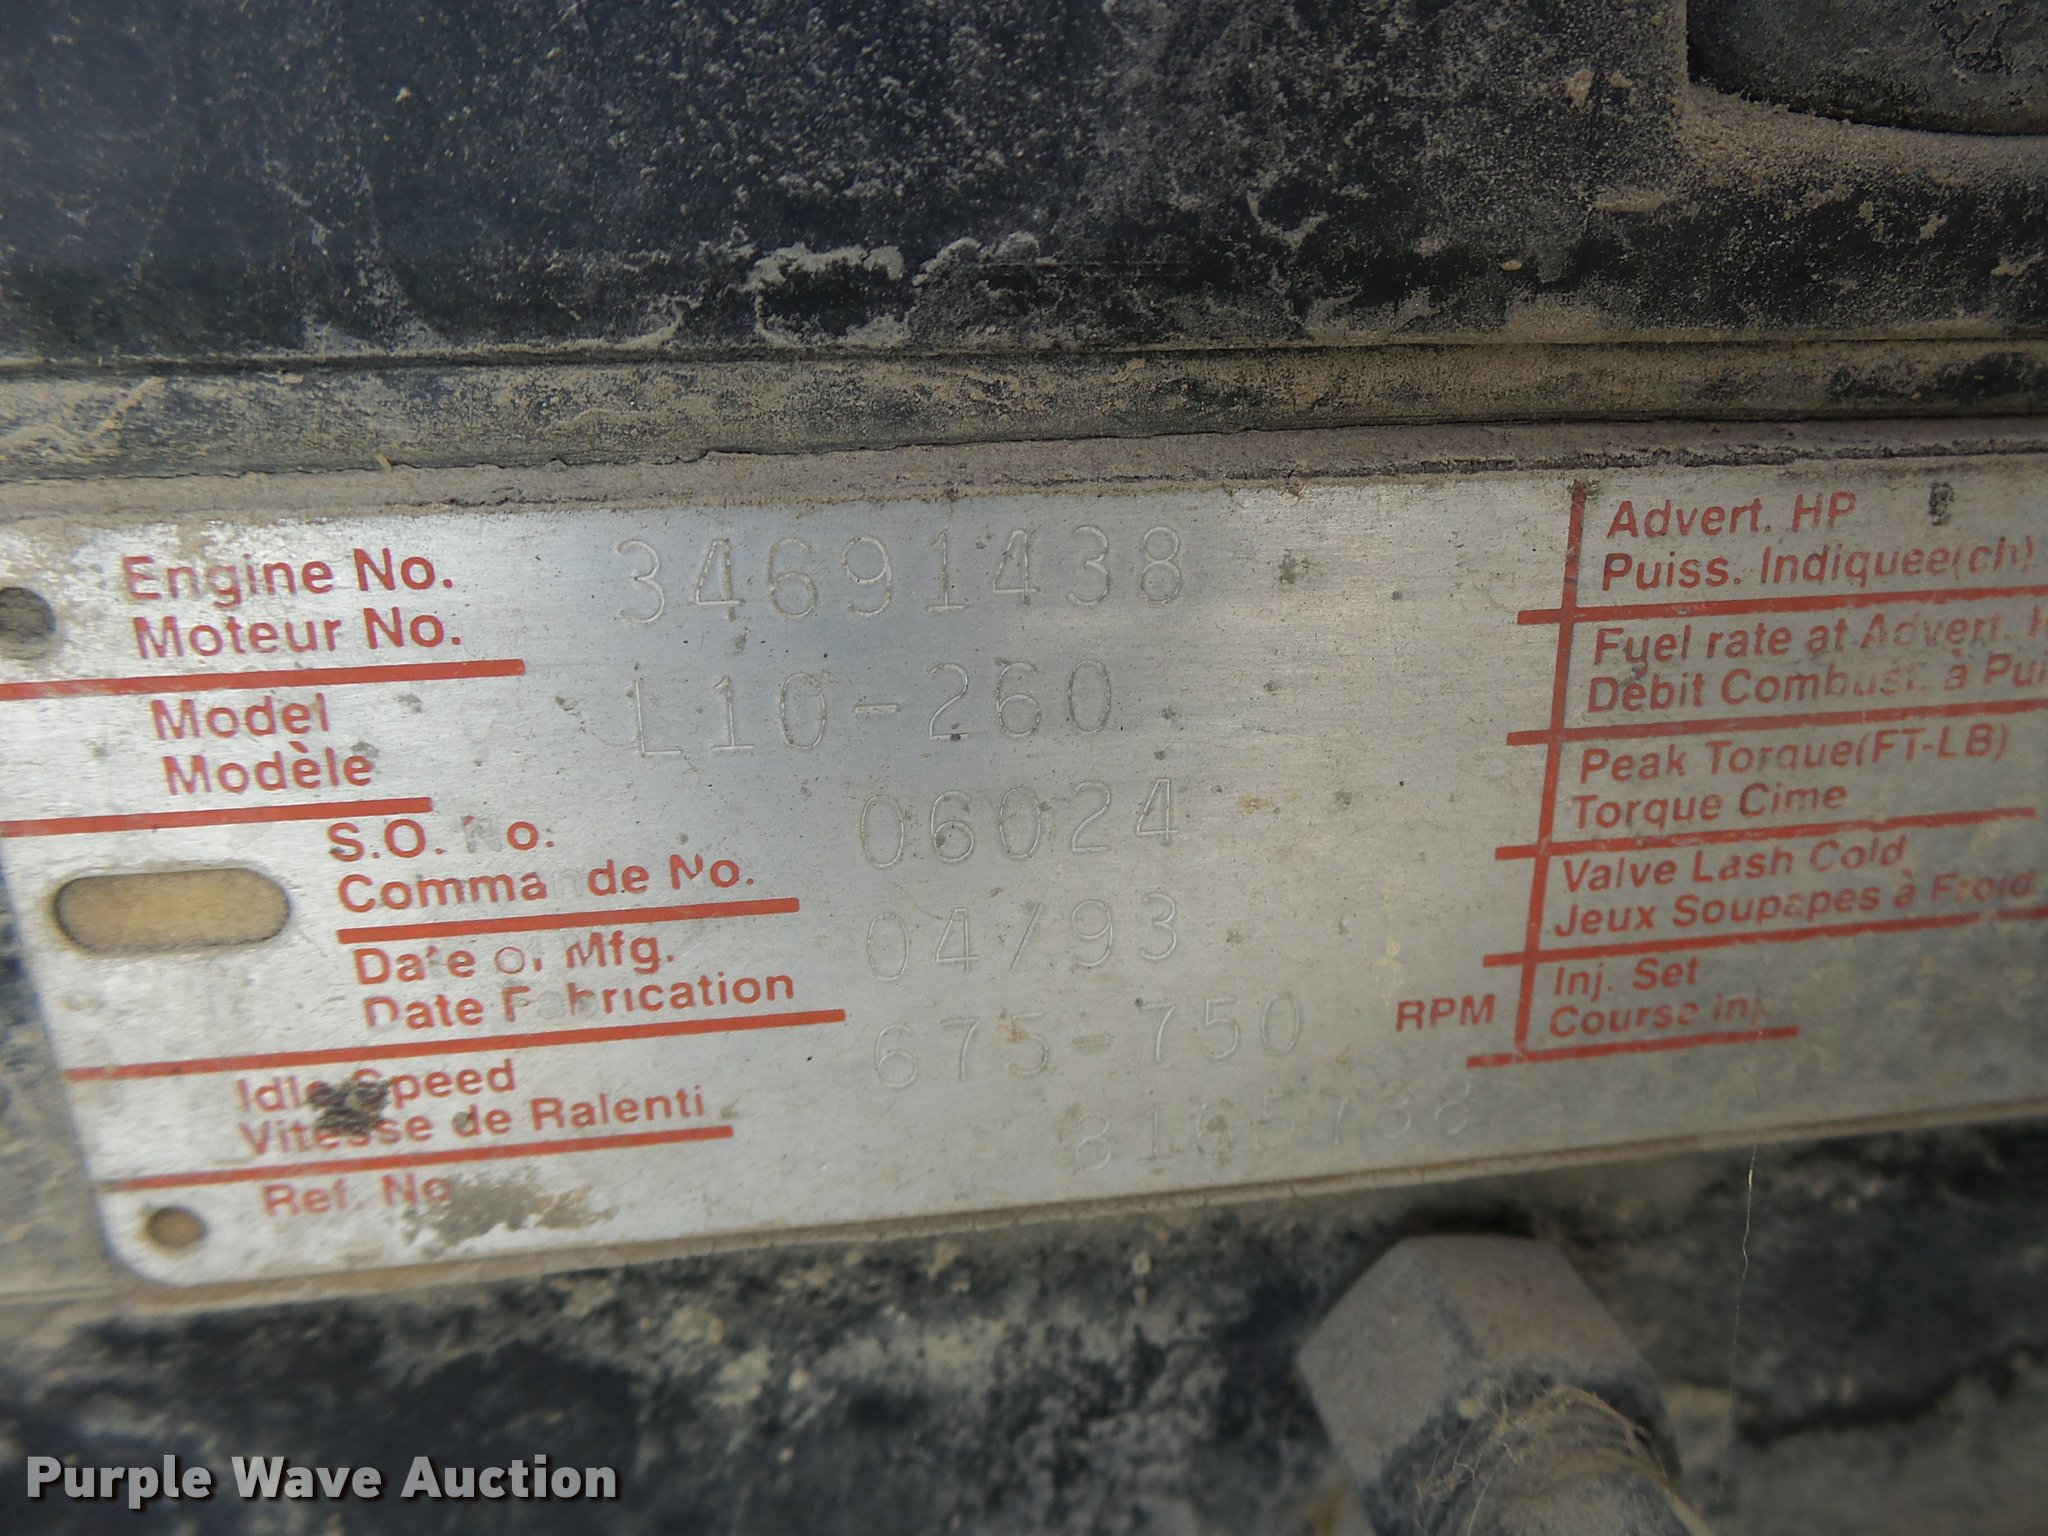 Engine No. 34691438
Moteur No.
Model L10-260
Modèle
S.O. No. 06024
Commande No.
Date of Mfg. 04/93
Date Fabrication
Idle Speed 675-750 RPM
Vitesse de Ralenti
Ref. No 8165738
Advert. HP
Puiss. Indiquee(ch).
Fuel rate at Advert.
Débit Combust. à
Peak Torque(FT-LB)
Torque Cime
Valve Lash Cold
Jeux Soupapes à Froid
Inj. Set
Course Inj.
Purple Wave Auction